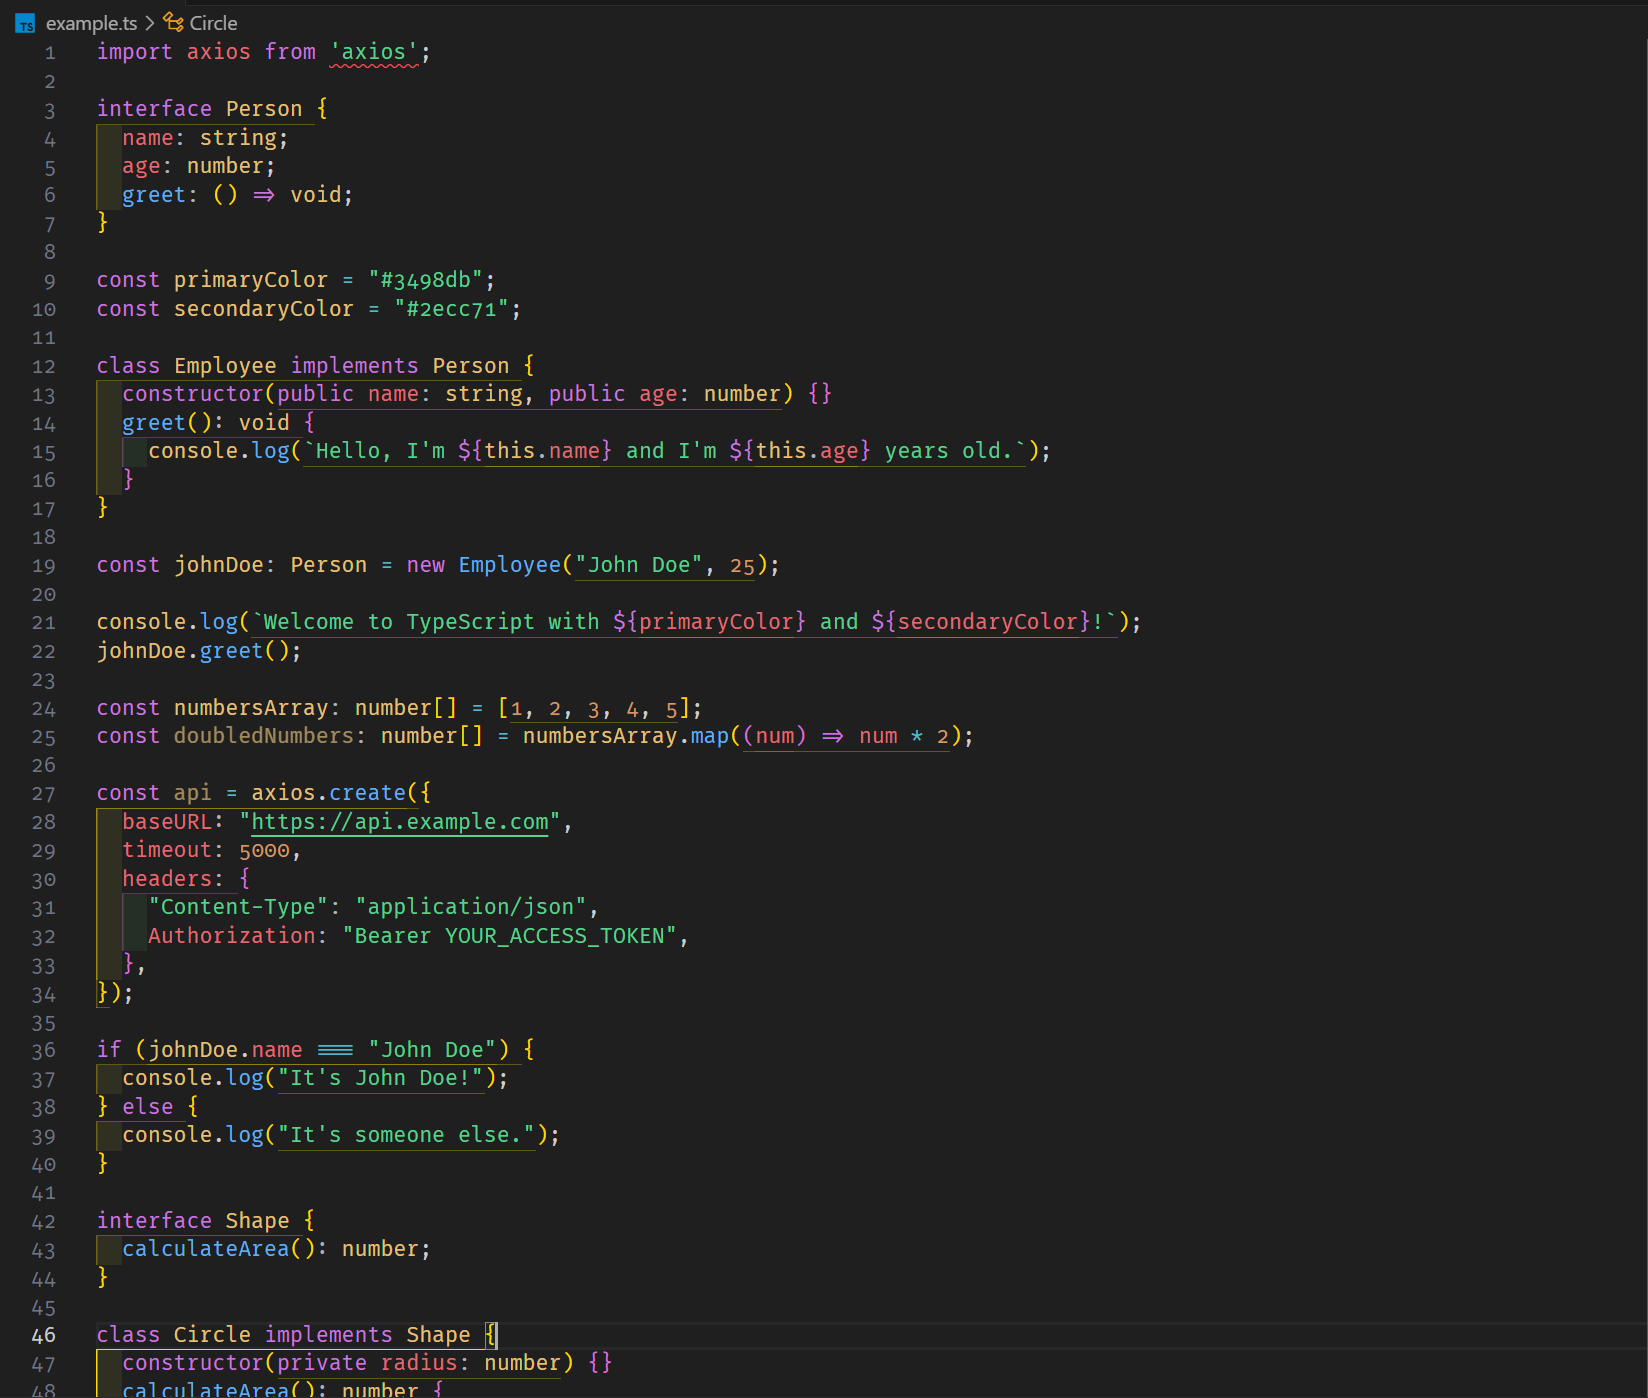 TS example.ts > Circle
1 import axios from 'axios';
2
3 interface Person {
4   name: string;
5   age: number;
6   greet: () => void;
7 }
8
9 const primaryColor = "#3498db";
10 const secondaryColor = "#2ecc71";
11
12 class Employee implements Person {
13   constructor(public name: string, public age: number) {}
14   greet(): void {
15     console.log(`Hello, I'm ${this.name} and I'm ${this.age} years old.`);
16   }
17 }
18
19 const johnDoe: Person = new Employee("John Doe", 25);
20
21 console.log(`Welcome to TypeScript with ${primaryColor} and ${secondaryColor}!`);
22 johnDoe.greet();
23
24 const numbersArray: number[] = [1, 2, 3, 4, 5];
25 const doubledNumbers: number[] = numbersArray.map((num) => num * 2);
26
27 const api = axios.create({
28   baseURL: "https://api.example.com",
29   timeout: 5000,
30   headers: {
31     "Content-Type": "application/json",
32     Authorization: "Bearer YOUR_ACCESS_TOKEN",
33   },
34 });
35
36 if (johnDoe.name === "John Doe") {
37   console.log("It's John Doe!");
38 } else {
39   console.log("It's someone else.");
40 }
41
42 interface Shape {
43   calculateArea(): number;
44 }
45
46 class Circle implements Shape {
47   constructor(private radius: number) {}
48   calculateArea(): number {